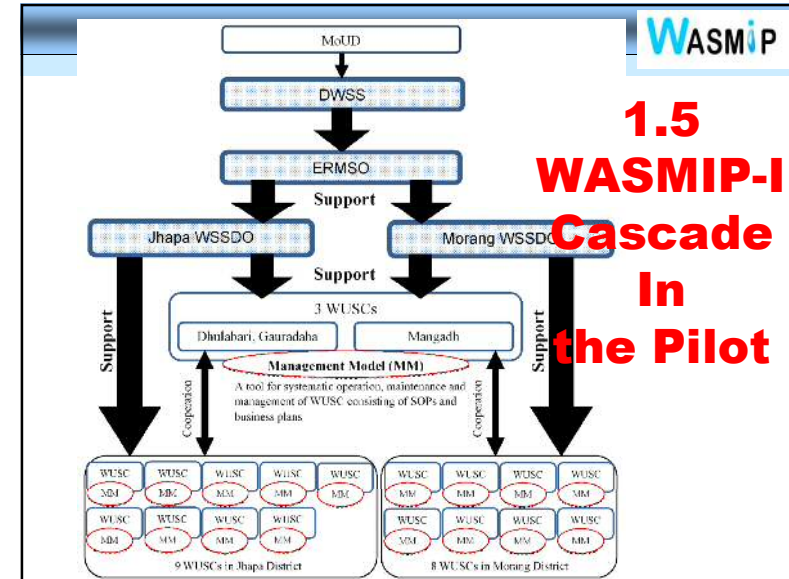 WASMiP
MoUD
DWSS
ERMSO
Support
Jhapa WSSDO
Morang WSSDO
1.5
WASMIP-I
Cascade
In
the Pilot
Support
Support
Support
3 WUSCs
Dhulabari, Gauradaha
Mangadh
Management Model (MM)
A tool for systematic operation, maintenance and
management of WUSC consisting of SOPs and
business plans
Cooperation
Cooperation
WUSC WUSC WUSC WUSC WUSC
MM MM MM MM MM
WUSC WUSC WUSC WUSC
MM MM MM MM
9 WUSCs in Jhapa District
WUSC WUSC WUSC WUSC
MM MM MM MM
WUSC WUSC WUSC WUSC
MM MM MM MM
8 WUSCs in Morang District